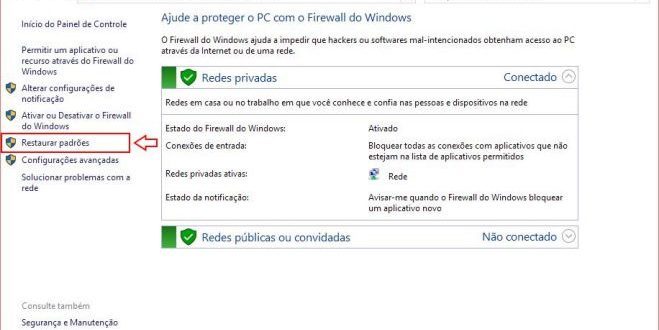 Início do Painel de Controle
Permitir um aplicativo ou
recurso através do Firewall do
Windows
Alterar configurações de
notificação
Ativar ou Desativar o Firewall
do Windows
Restaurar padrões
Configurações avançadas
Solucionar problemas com a
rede
Consulte também
Segurança e Manutenção
Ajude a proteger o PC com o Firewall do Windows
O Firewall do Windows ajuda a impedir que hackers ou softwares mal-intencionados obtenham acesso ao PC
através da Internet ou de uma rede.
Redes privadas Conectado
Redes em casa ou no trabalho em que você conhece e confia nas pessoas e dispositivos na rede
Estado do Firewall do Windows: Ativado
Conexões de entrada: Bloquear todas as conexões com aplicativos que não
estejam na lista de aplicativos permitidos
Redes privadas ativas: Rede
Estado da notificação: Avisar-me quando o Firewall do Windows bloquear
um aplicativo novo
Redes públicas ou convidadas Não conectado